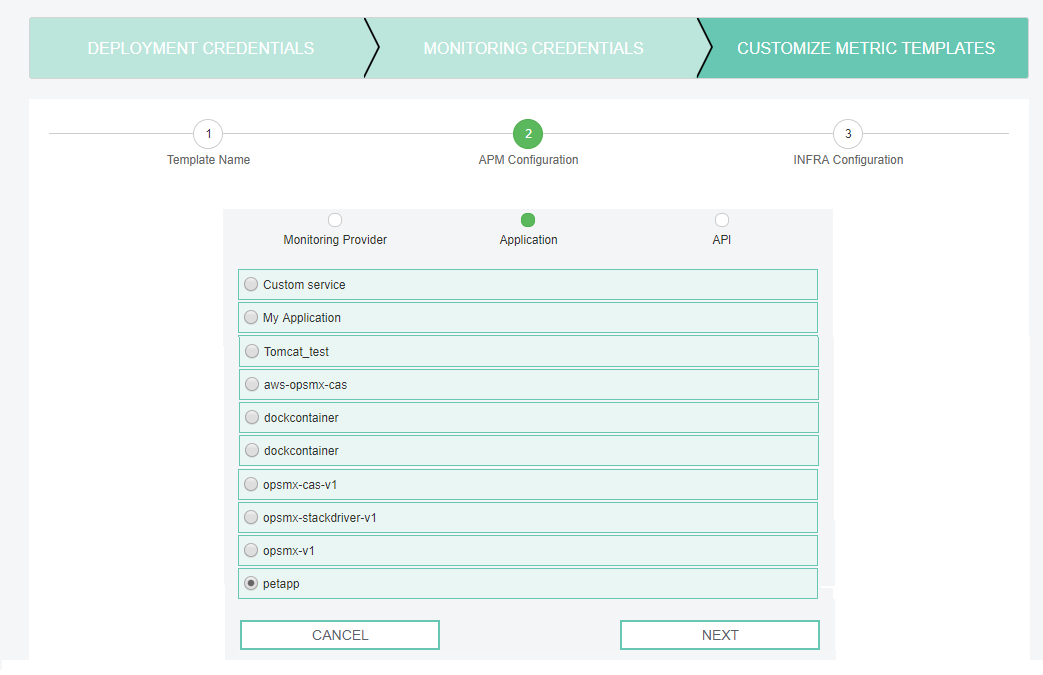 DEPLOYMENT CREDENTIALS MONITORING CREDENTIALS CUSTOMIZE METRIC TEMPLATES
1 2 3
Template Name APM Configuration INFRA Configuration
Monitoring Provider Application API
Custom service
My Application
Tomcat_test
aws-opsmx-cas
dockcontainer
dockcontainer
opsmx-cas-v1
opsmx-stackdriver-v1
opsmx-v1
petapp
CANCEL NEXT